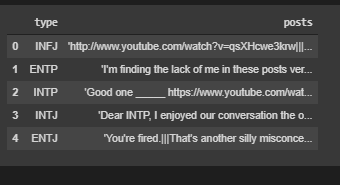 type posts
0 INFJ 'http://www.youtube.com/watch?v=qsXHcwe3krw|||...
1 ENTP 'I'm finding the lack of me in these posts ver...
2 INTP 'Good one _____ https://www.youtube.com/wat...
3 INTJ 'Dear INTP, I enjoyed our conversation the o...
4 ENTJ 'You're fired.|||That's another silly misconce...